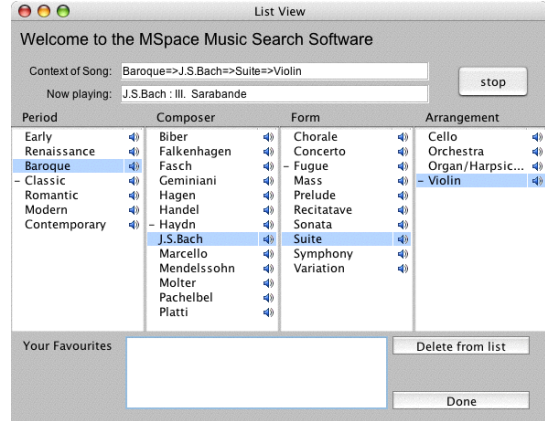 List View
Welcome to the MSpace Music Search Software
Context of Song: Baroque=>J.S.Bach=>Suite=>Violin
stop
Now playing: J.S.Bach : III. Sarabande
Period Composer Form Arrangement
Early Biber Chorale Cello
Renaissance Falkenhagen Concerto Orchestra
Baroque Fasch – Fugue Organ/Harpsic...
– Classic Geminiani Mass – Violin
Romantic Hagen Prelude
Modern Handel Recitatave
Contemporary – Haydn Sonata
J.S.Bach Suite
Marcello Symphony
Mendelssohn Variation
Molter
Pachelbel
Platti
Your Favourites Delete from list
Done